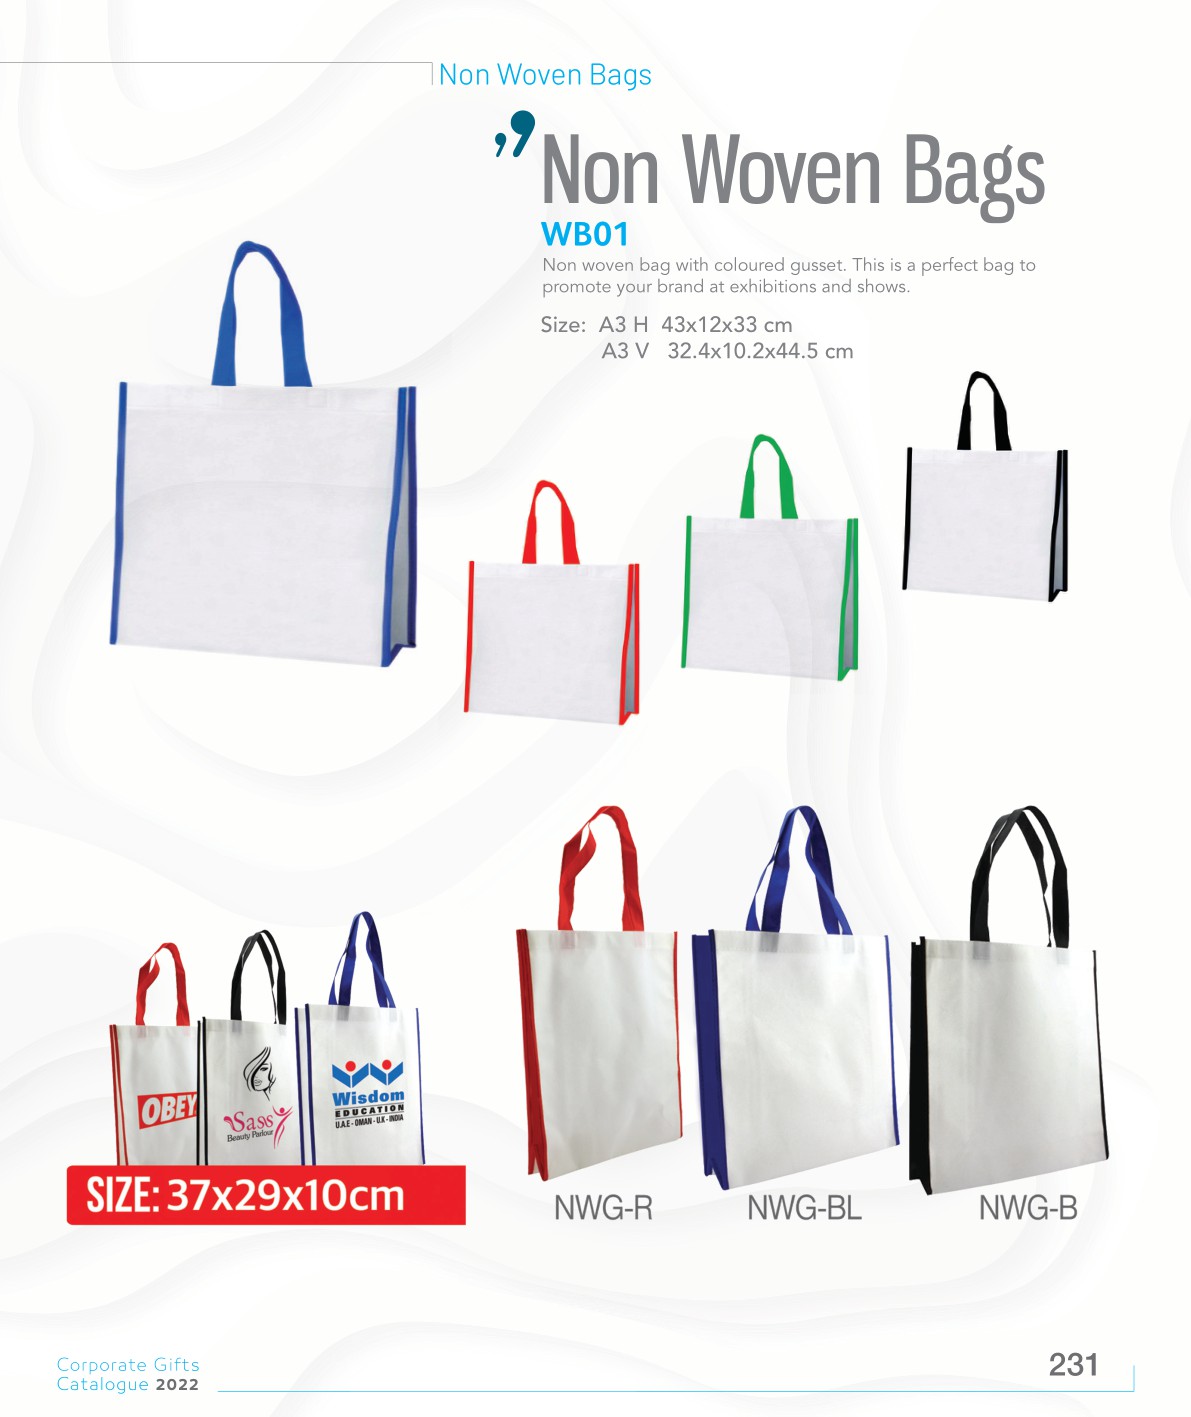 Non Woven Bags
Non Woven Bags
WB01
Non woven bag with coloured gusset. This is a perfect bag to
promote your brand at exhibitions and shows.
Size: A3 H 43x12x33 cm
A3 V 32.4x10.2x44.5 cm
OBEY
Sassy
Beauty Parlour
Wisdom
EDUCATION
U.A.E - OMAN - U.K - INDIA
SIZE: 37x29x10cm
NWG-R
NWG-BL
NWG-B
Corporate Gifts
Catalogue 2022
231